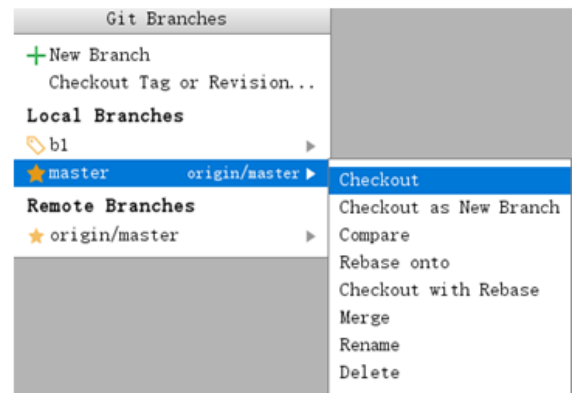 Git Branches
New Branch
Checkout Tag or Revision...
Local Branches
b1
master origin/master
Remote Branches
origin/master
Checkout
Checkout as New Branch
Compare
Rebase onto
Checkout with Rebase
Merge
Rename
Delete